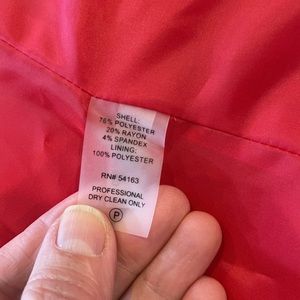 SHELL:
76% POLYESTER
20% RAYON
4% SPANDEX
LINING:
100% POLYESTER
RN# 54163
PROFESSIONAL
DRY CLEAN ONLY
P